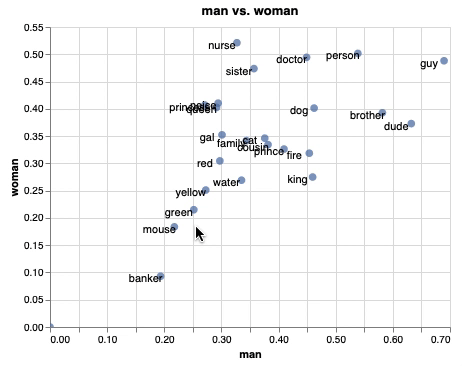 man vs. woman
0.55
0.50
0.45
0.40
0.35
0.30
0.25
0.20
0.15
0.10
0.05
0.00
woman
nurse
doctor
person
guy
sister
princess
queen
dog
brother
dude
gal
family
cat
cousin
prince
fire
red
water
king
yellow
green
mouse
banker
0.00 0.10 0.20 0.30 0.40 0.50 0.60 0.70
man